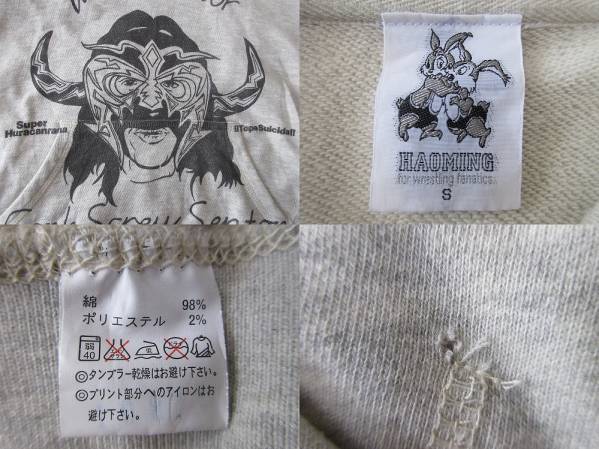 Super
Huracanrana
!!TopeSuicida!!
HAOMING
for wrestling fanatics.
S
綿 98%
ポリエステル 2%
弱
40
◎タンブラー乾燥はお避け下さい。
◎プリント部分へのアイロンはお
避け下さい。